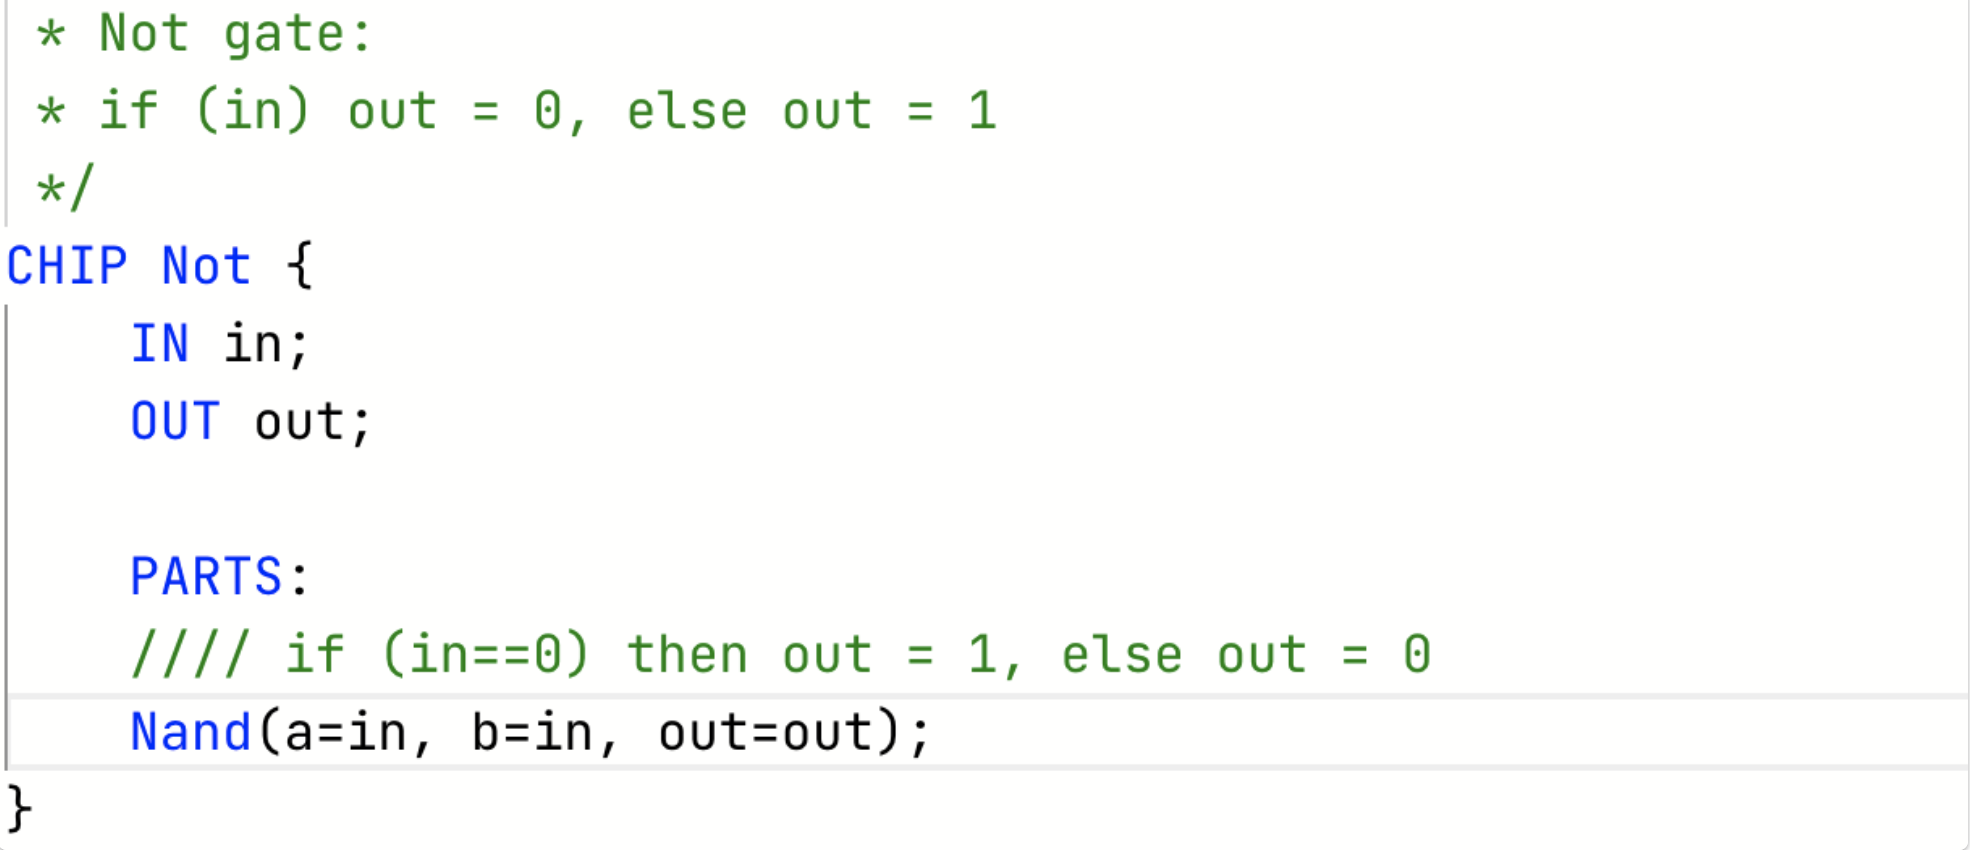 * Not gate:
* if (in) out = 0, else out = 1
*/
CHIP Not {
IN in;
OUT out;
PARTS:
//// if (in==0) then out = 1, else out = 0
Nand(a=in, b=in, out=out);
}